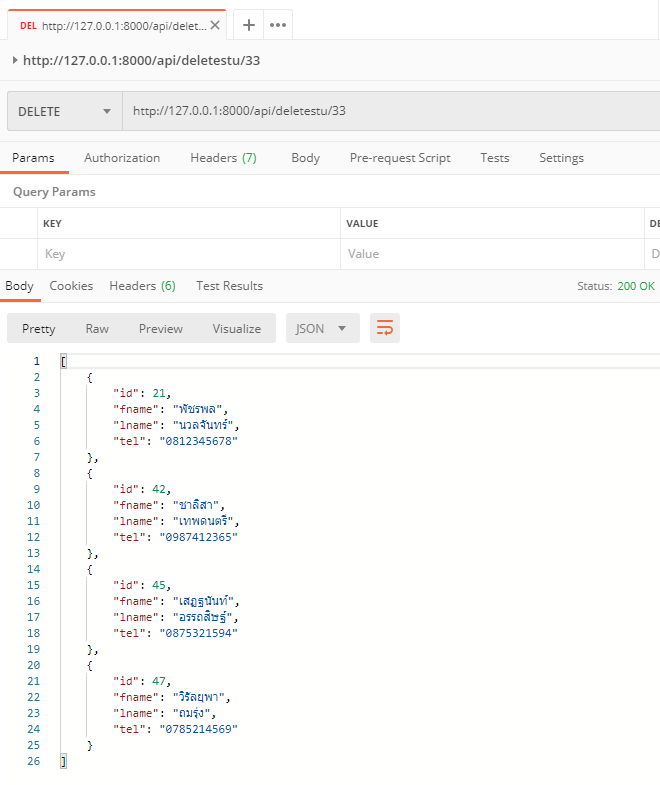 DEL http://127.0.0.1:8000/api/delet...
http://127.0.0.1:8000/api/deletestu/33
DELETE http://127.0.0.1:8000/api/deletestu/33
Params Authorization Headers (7) Body Pre-request Script Tests Settings
Query Params
KEY VALUE DE
Key Value D
Body Cookies Headers (6) Test Results Status: 200 OK
Pretty Raw Preview Visualize JSON
1 [
2 {
3 "id": 21,
4 "fname": "พัชรพล",
5 "lname": "นวลจันทร์",
6 "tel": "0812345678"
7 },
8 {
9 "id": 42,
10 "fname": "ชาลิสา",
11 "lname": "เทพดนตรี",
12 "tel": "0987412365"
13 },
14 {
15 "id": 45,
16 "fname": "เสฏฐนันท์",
17 "lname": "อรรถสิษฐ์",
18 "tel": "0875321594"
19 },
20 {
21 "id": 47,
22 "fname": "วิรัลยุพา",
23 "lname": "ถมรุ่ง",
24 "tel": "0785214569"
25 }
26 ]